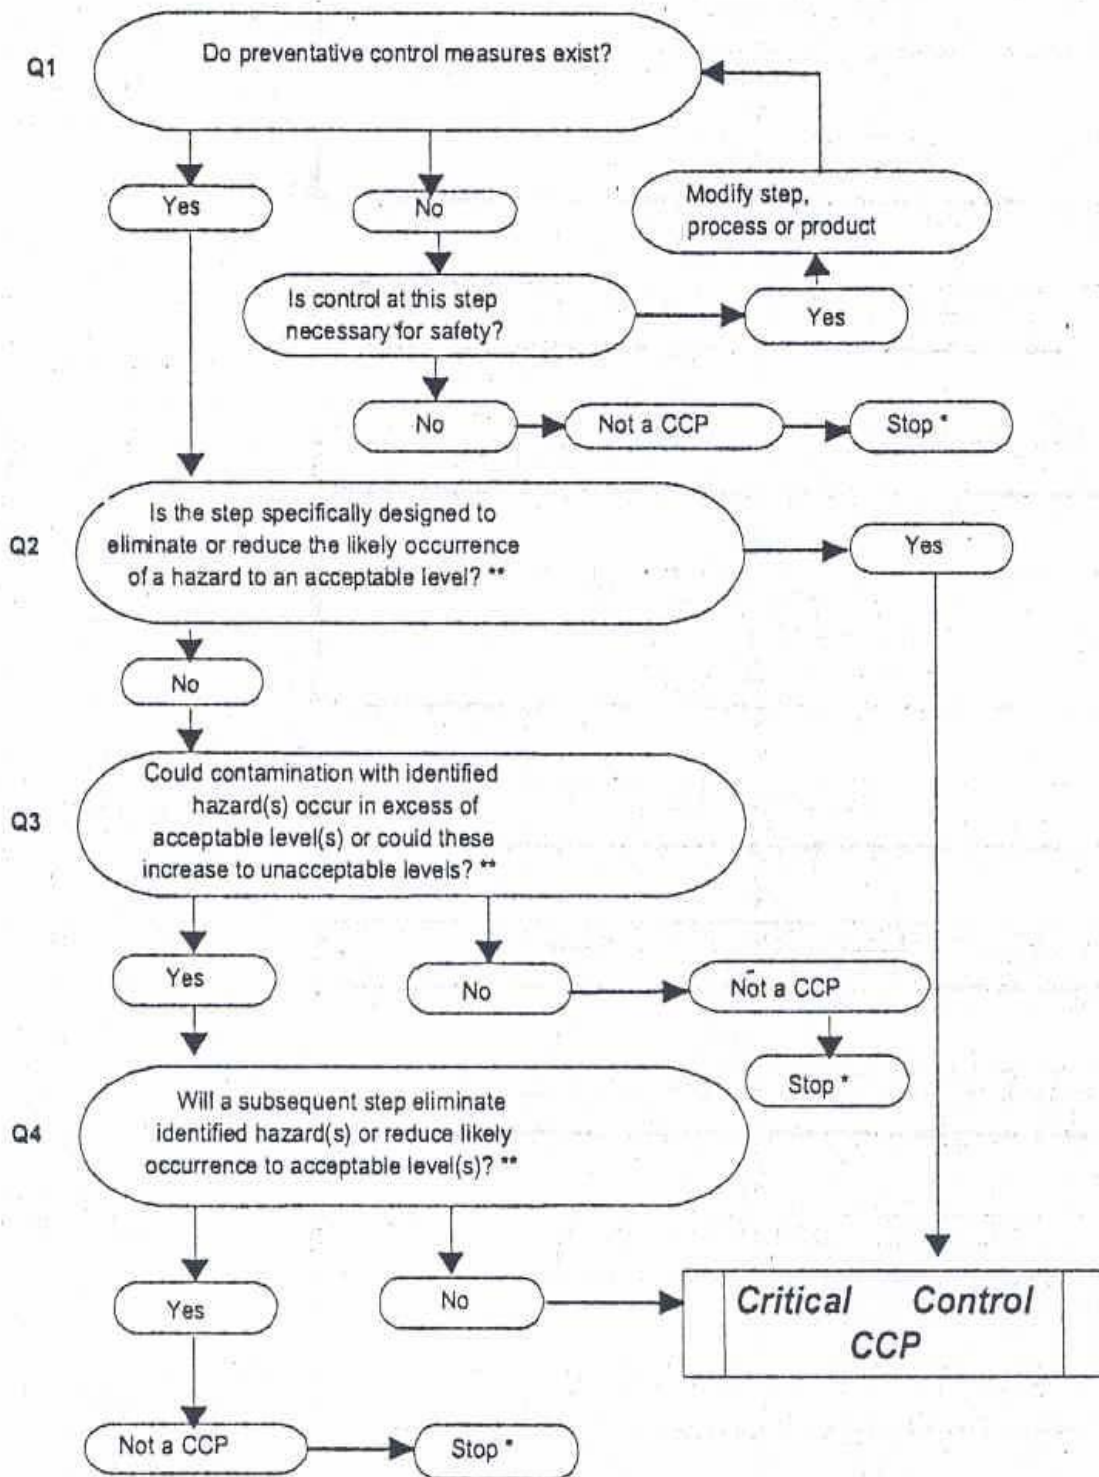 Q1
Do preventative control measures exist?
Yes
No
Modify step,
process or product
Is control at this step
necessary for safety?
Yes
No
Not a CCP
Stop *
Q2
Is the step specifically designed to
eliminate or reduce the likely occurrence
of a hazard to an acceptable level? **
Yes
No
Q3
Could contamination with identified
hazard(s) occur in excess of
acceptable level(s) or could these
increase to unacceptable levels? **
Yes
No
Not a CCP
Stop *
Q4
Will a subsequent step eliminate
identified hazard(s) or reduce likely
occurrence to acceptable level(s)? **
Yes
No
Critical Control
CCP
Not a CCP
Stop *